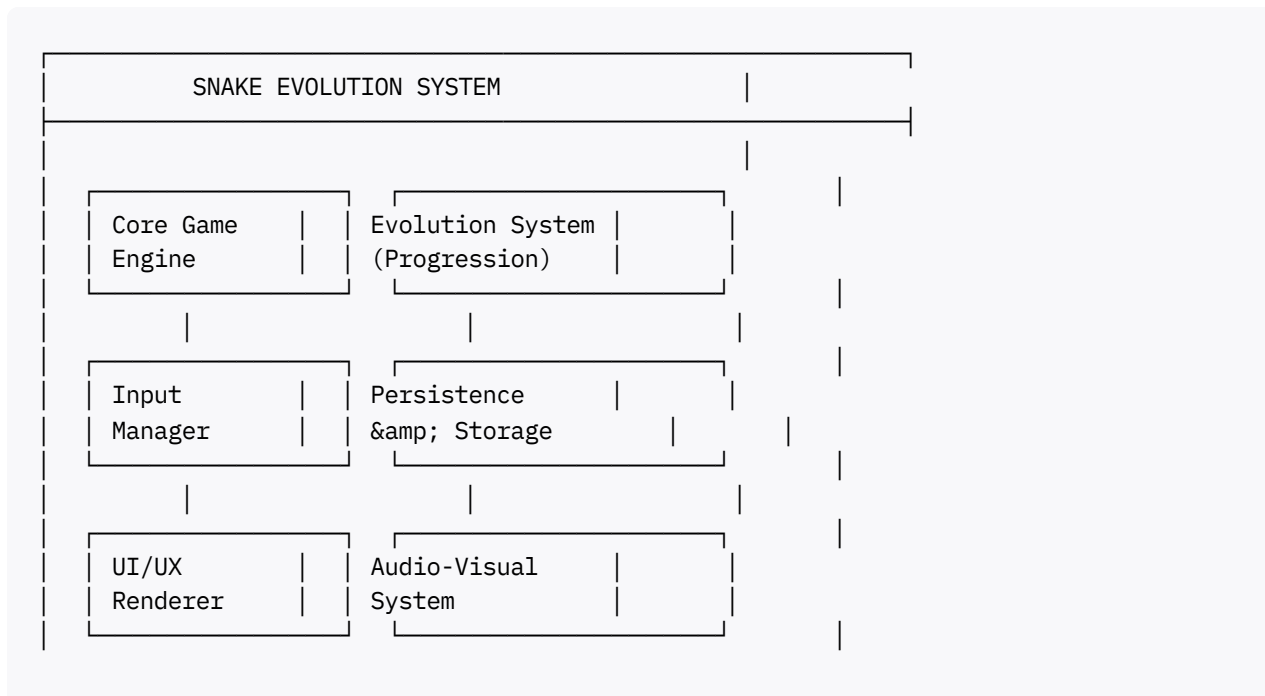 SNAKE EVOLUTION SYSTEM
Core Game Evolution System
Engine (Progression)
Input Persistence
Manager &amp; Storage
UI/UX Audio-Visual
Renderer System